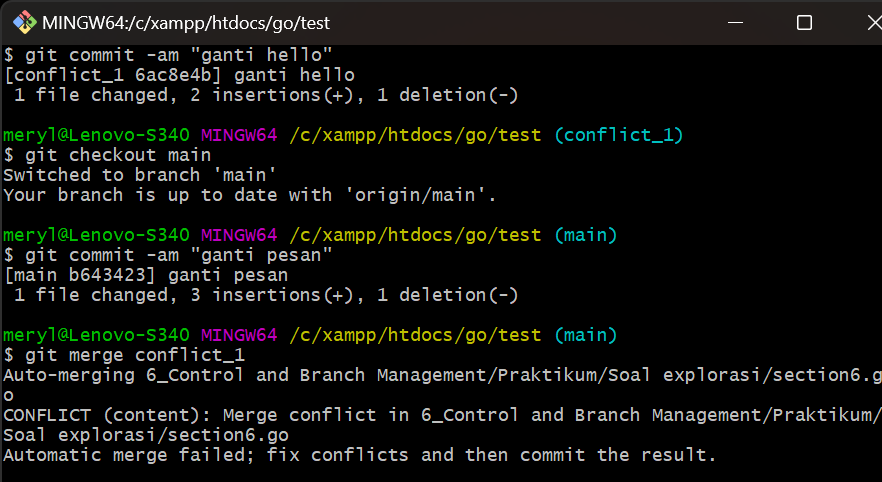 MINGW64:/c/xampp/htdocs/go/test
$ git commit -am "ganti hello"
[conflict_1 6ac8e4b] ganti hello
 1 file changed, 2 insertions(+), 1 deletion(-)
meryl@Lenovo-S340 MINGW64 /c/xampp/htdocs/go/test (conflict_1)
$ git checkout main
Switched to branch 'main'
Your branch is up to date with 'origin/main'.
meryl@Lenovo-S340 MINGW64 /c/xampp/htdocs/go/test (main)
$ git commit -am "ganti pesan"
[main b643423] ganti pesan
 1 file changed, 3 insertions(+), 1 deletion(-)
meryl@Lenovo-S340 MINGW64 /c/xampp/htdocs/go/test (main)
$ git merge conflict_1
Auto-merging 6_Control and Branch Management/Praktikum/Soal explorasi/section6.g
o
CONFLICT (content): Merge conflict in 6_Control and Branch Management/Praktikum/
Soal explorasi/section6.go
Automatic merge failed; fix conflicts and then commit the result.